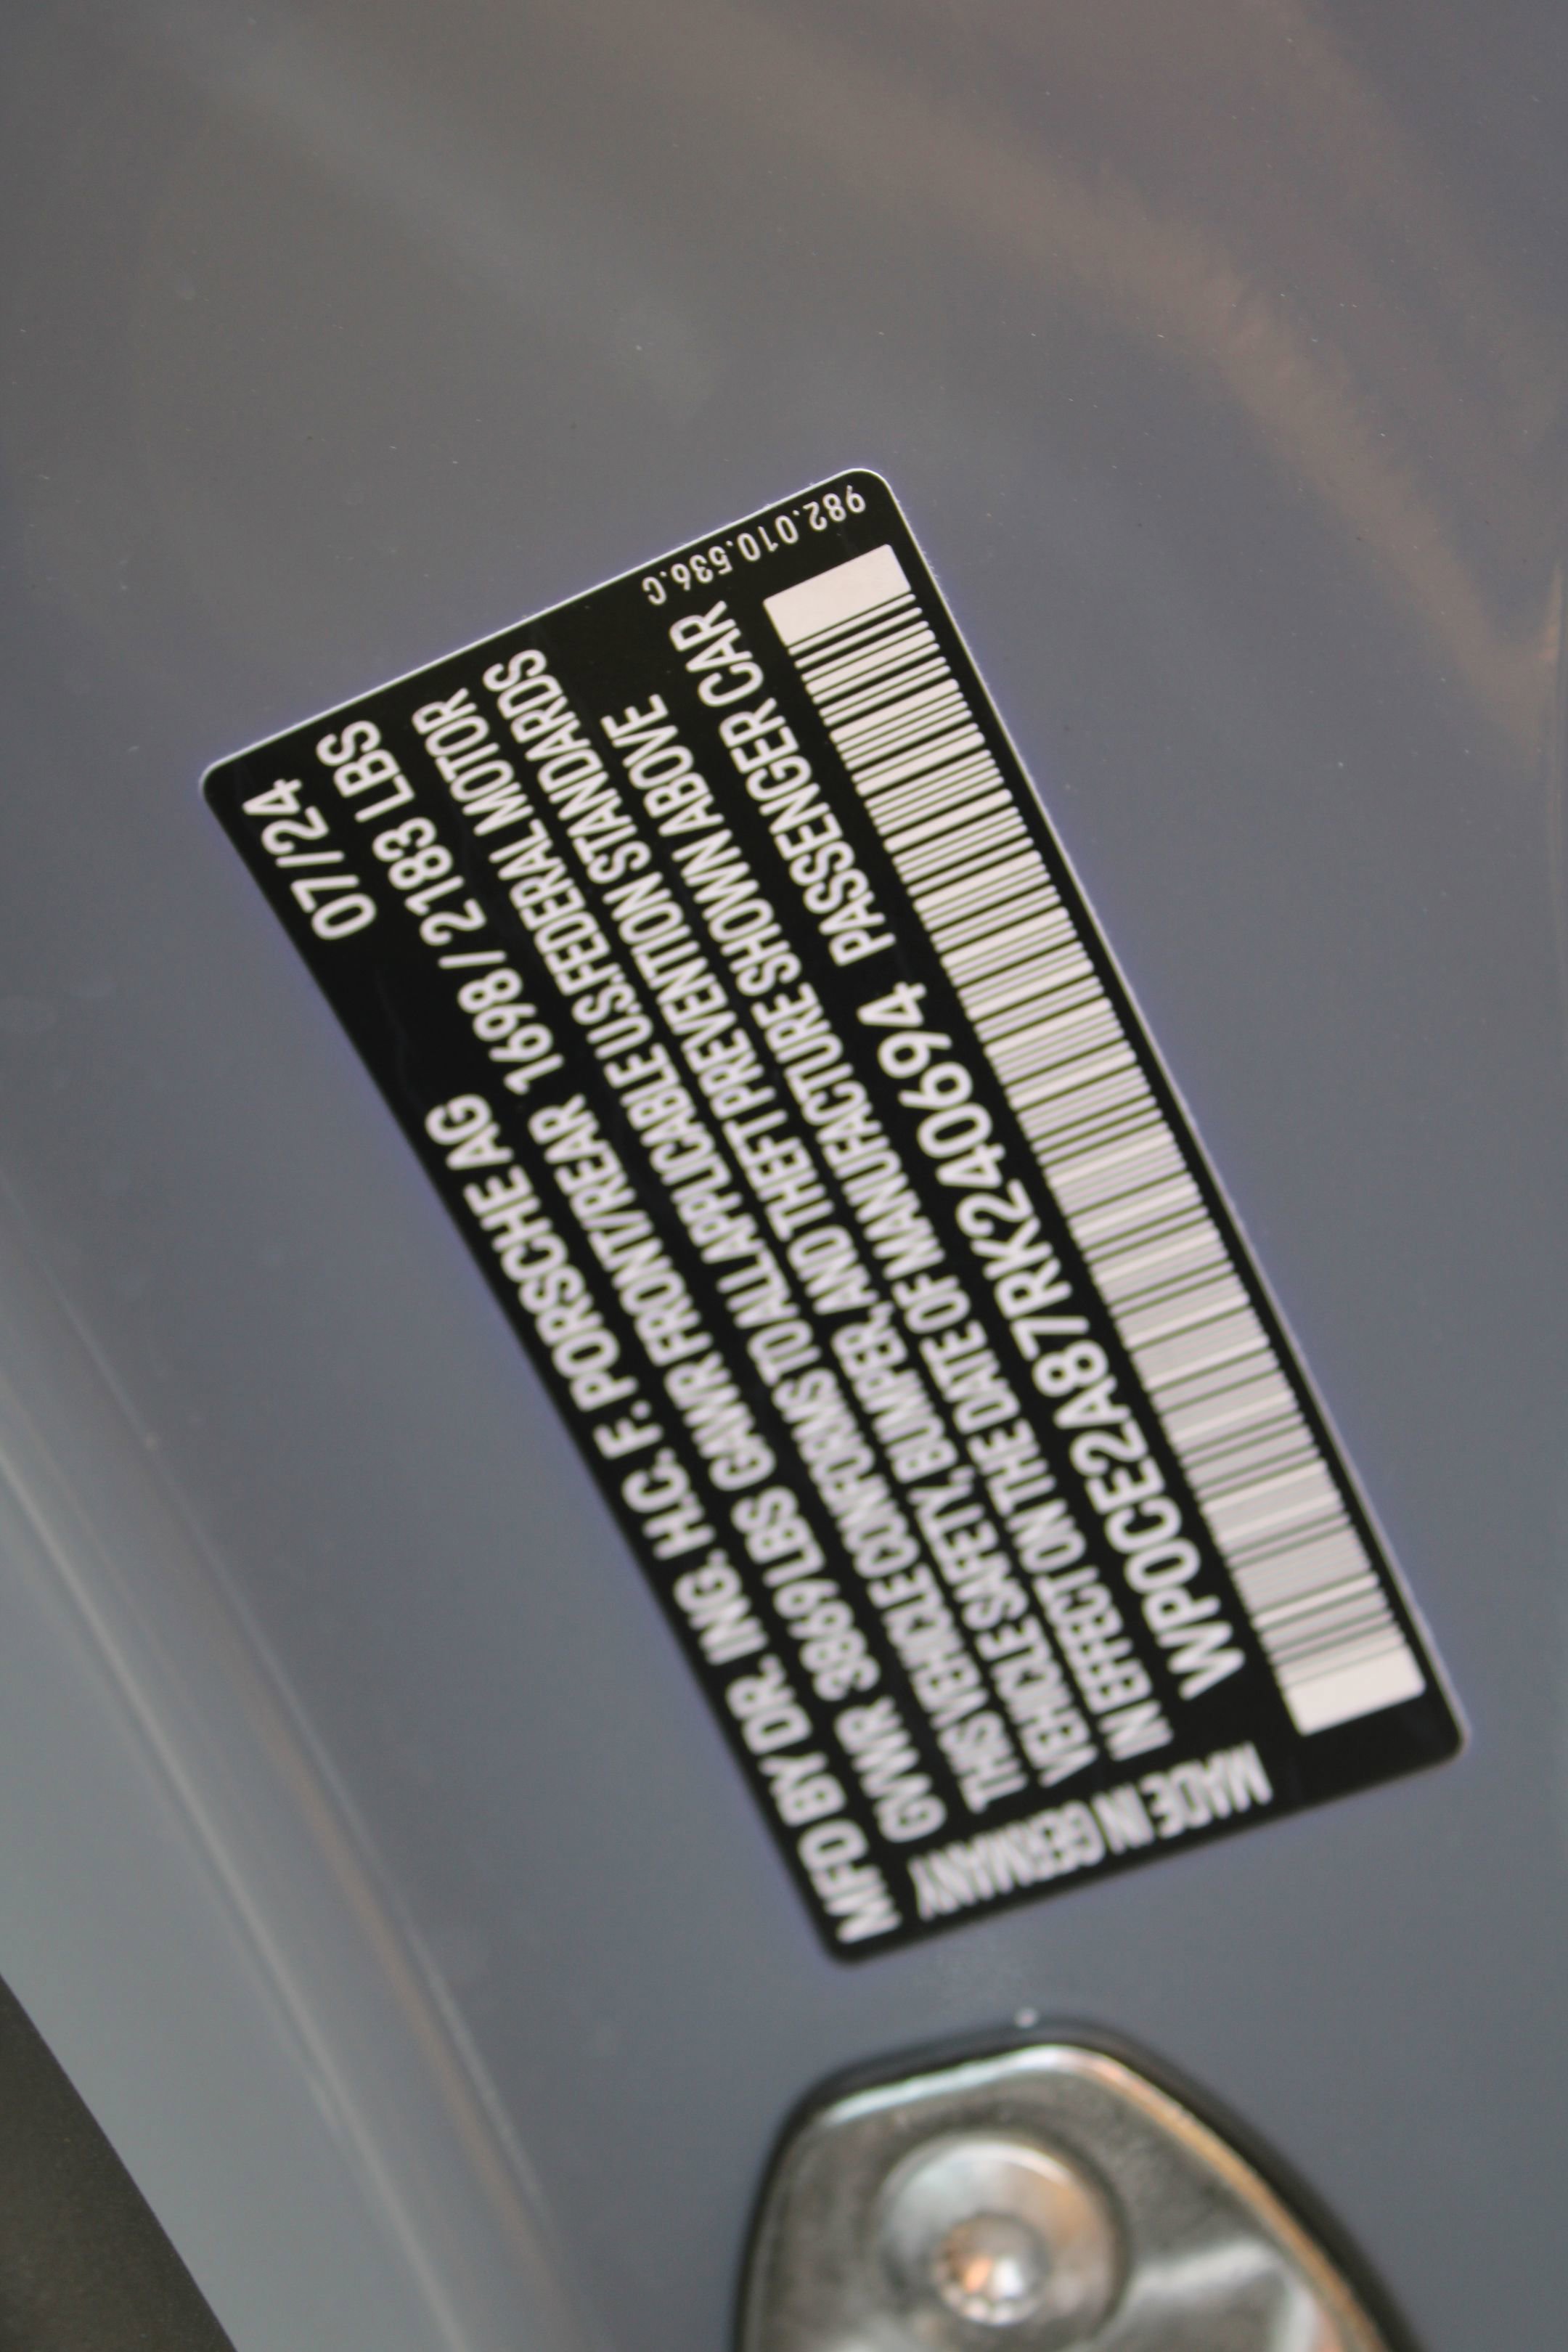 MFD BY DR. ING. H.C. F. PORSCHE AG 07/24
GVWR 3869LBS GAWR FRONT/REAR 1698/2183 LBS
THIS VEHICLE CONFORMS TO ALL APPLICABLE U.S.FEDERAL MOTOR
VEHICLE SAFETY, BUMPER, AND THEFT PREVENTION STANDARDS
IN EFFECT ON THE DATE OF MANUFACTURE SHOWN ABOVE
WP0CE2A87RK240694 PASSENGER CAR
MADE IN GERMANY
982.010.536.C